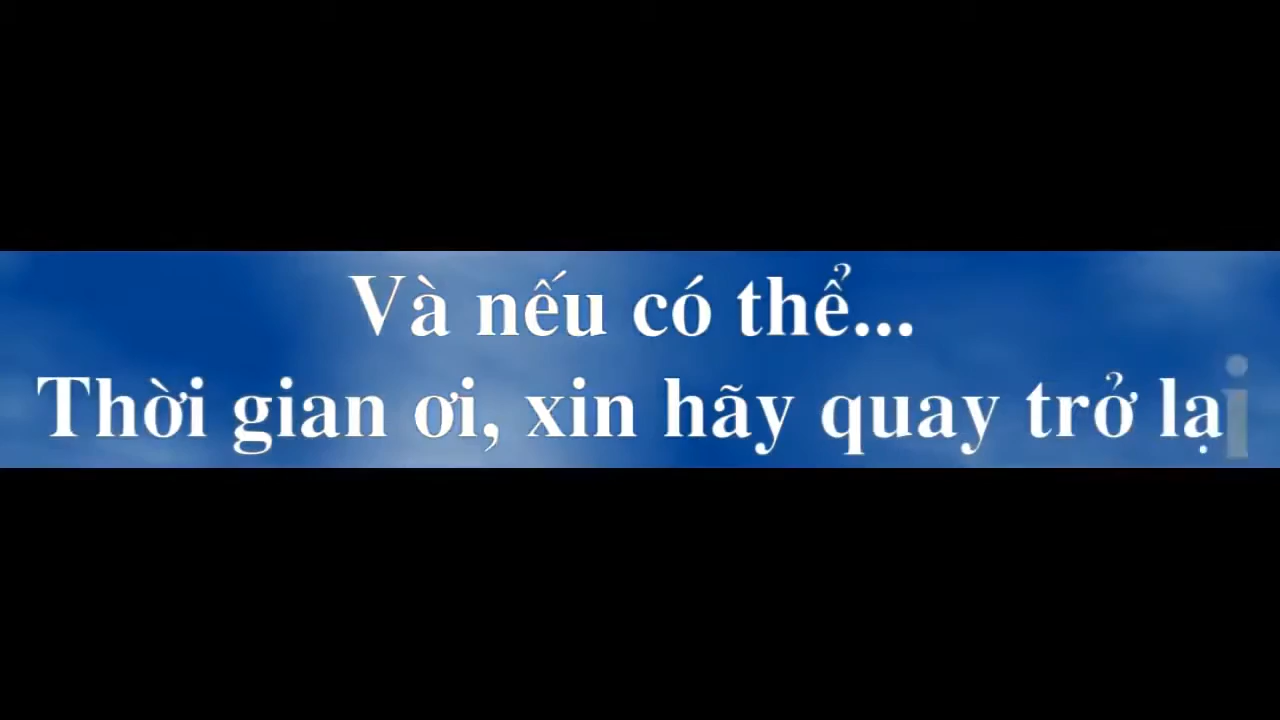 Và nếu có thể...
Thời gian ơi, xin hãy quay trở lại